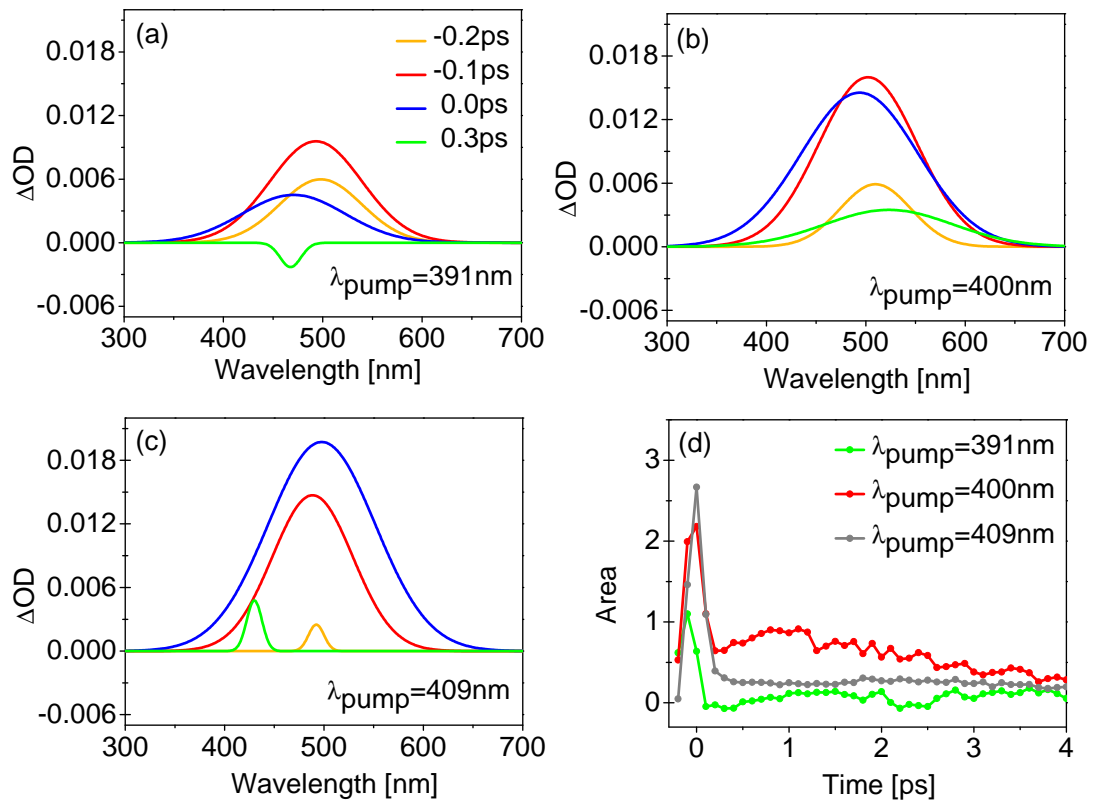 (a)
-0.2ps
-0.1ps
0.0ps
0.3ps
0.018
0.012
0.006
0.000
-0.006
ΔOD
λpump=391nm
300 400 500 600 700
Wavelength [nm]
(b)
0.018
0.012
0.006
0.000
-0.006
ΔOD
λpump=400nm
300 400 500 600 700
Wavelength [nm]
(c)
0.018
0.012
0.006
0.000
-0.006
ΔOD
λpump=409nm
300 400 500 600 700
Wavelength [nm]
(d)
λpump=391nm
λpump=400nm
λpump=409nm
3
2
1
0
Area
0 1 2 3 4
Time [ps]